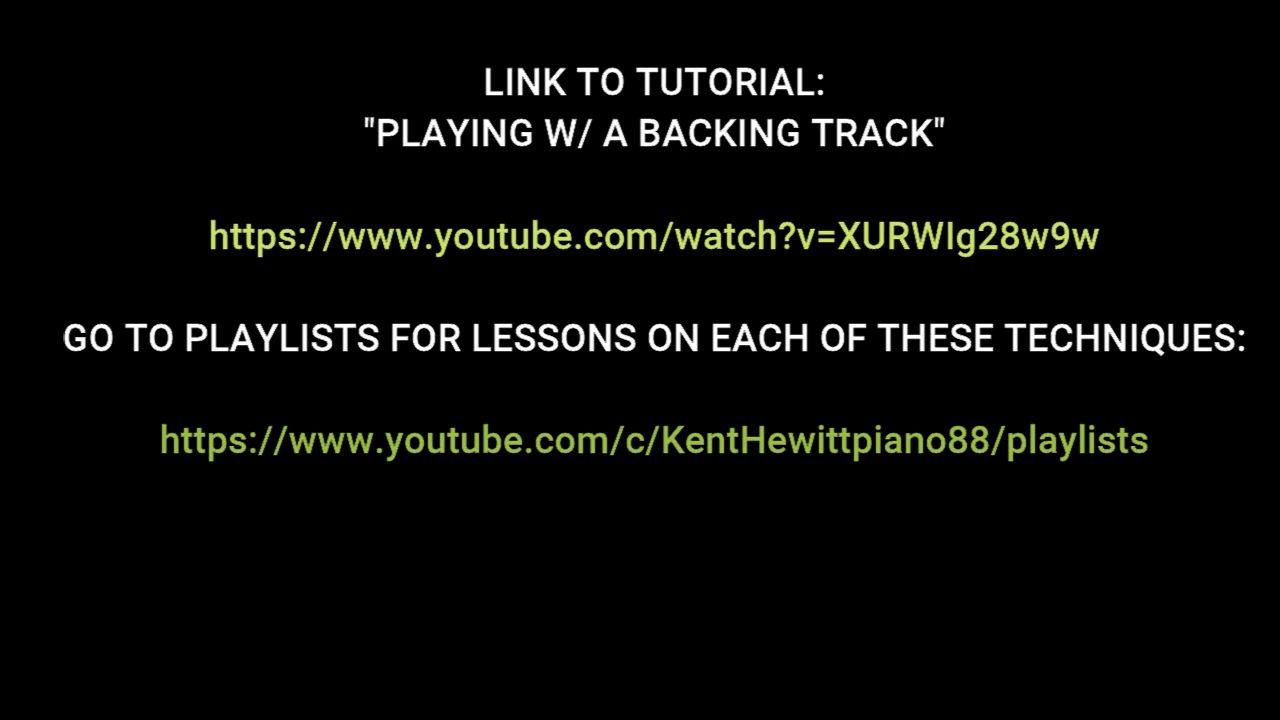 LINK TO TUTORIAL:
"PLAYING W/ A BACKING TRACK"
https://www.youtube.com/watch?v=XURWIg28w9w
GO TO PLAYLISTS FOR LESSONS ON EACH OF THESE TECHNIQUES:
https://www.youtube.com/c/KentHewittpiano88/playlists